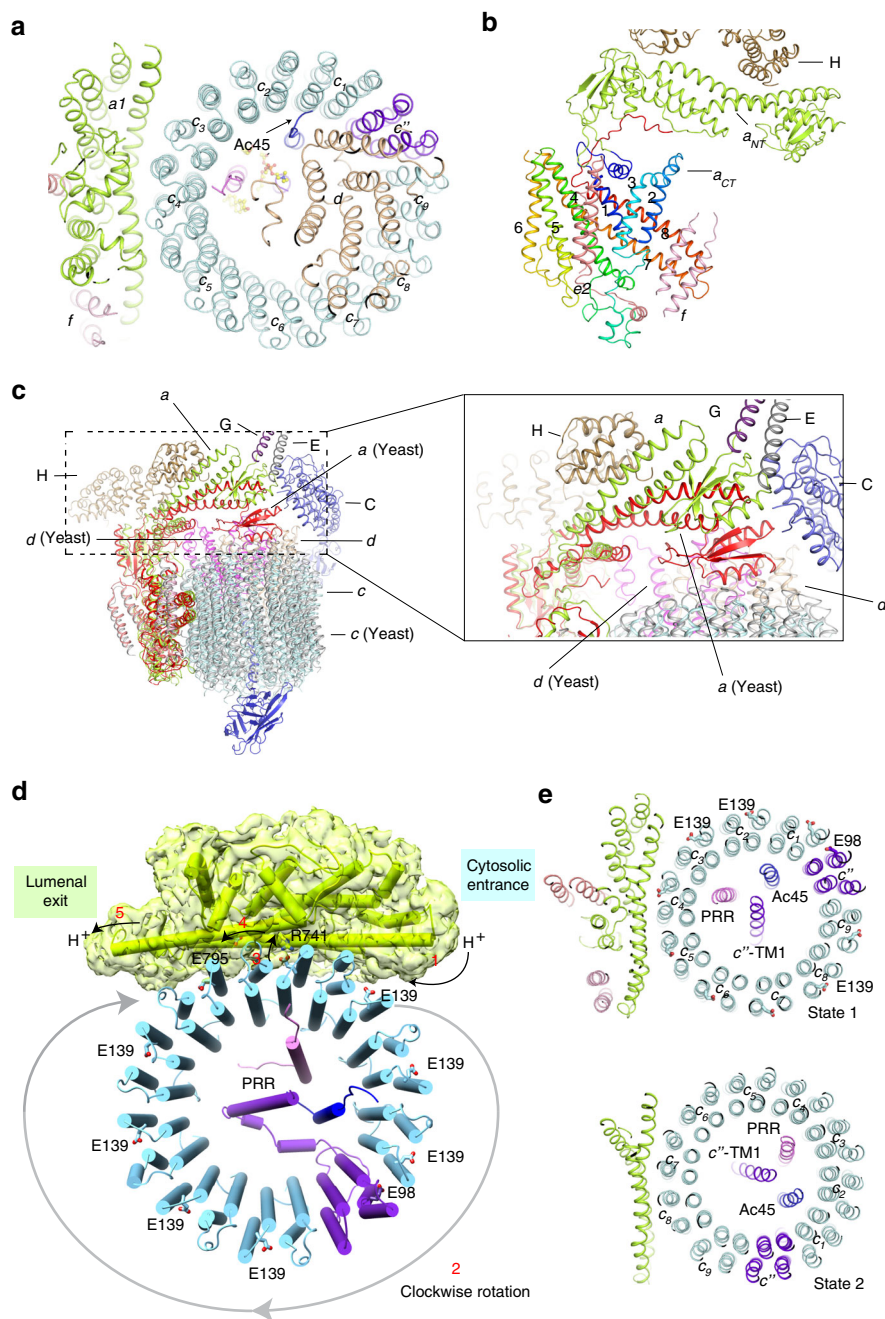 a
a1
c3
c2
c1
c''
Ac45
c4
d
c9
c5
c8
f
c6
c7
b
H
aNT
aCT
3
4
1
2
6
5
8
7
e2
f
c
a
G
E
H
a (Yeast)
C
d (Yeast)
d
c
c (Yeast)
a
G
E
H
C
d
d (Yeast)
a (Yeast)
d
Lumenal
exit
Cytosolic
entrance
5
4
H+
R741
H+
E795
3
1
E139
E139
E139
PRR
E139
E139
E98
E139
E139
2
Clockwise rotation
e
E139
E139
c2
c1
E98
c3
c''
Ac45
c4
PRR
c9
c''-TM1
c5
c8
E139
c6
c7
State 1
c5
c4
c6
PRR
c3
c''-TM1
c7
c2
Ac45
c8
c1
c9
c''
State 2